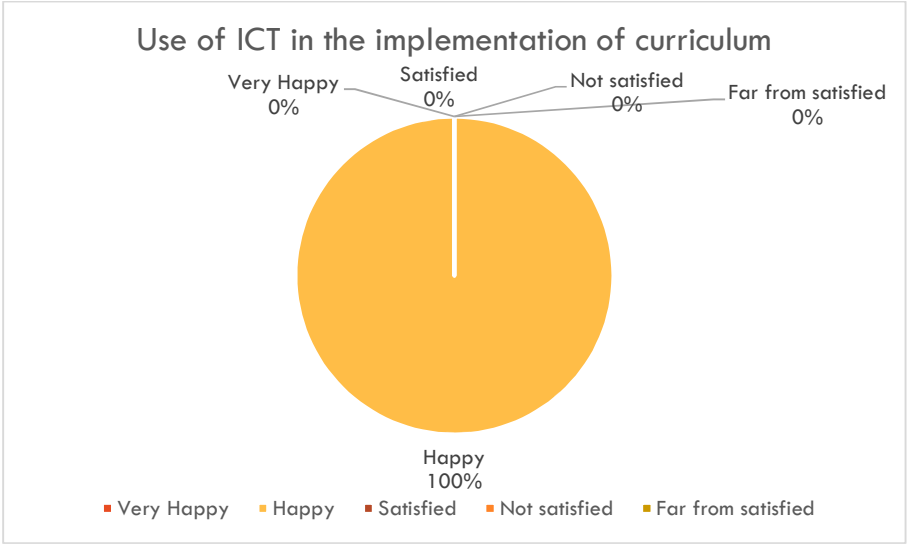 Use of ICT in the implementation of curriculum
Very Happy
0%
Satisfied
0%
Not satisfied
0%
Far from satisfied
0%
Happy
100%
Very Happy Happy Satisfied Not satisfied Far from satisfied